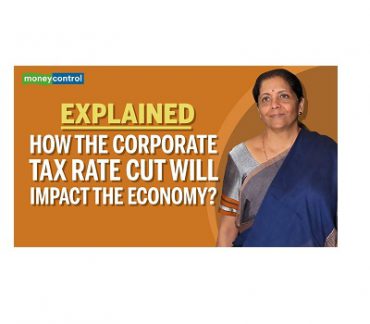 moneycontrol
EXPLAINED
HOW THE CORPORATE
TAX RATE CUT WILL
IMPACT THE ECONOMY?